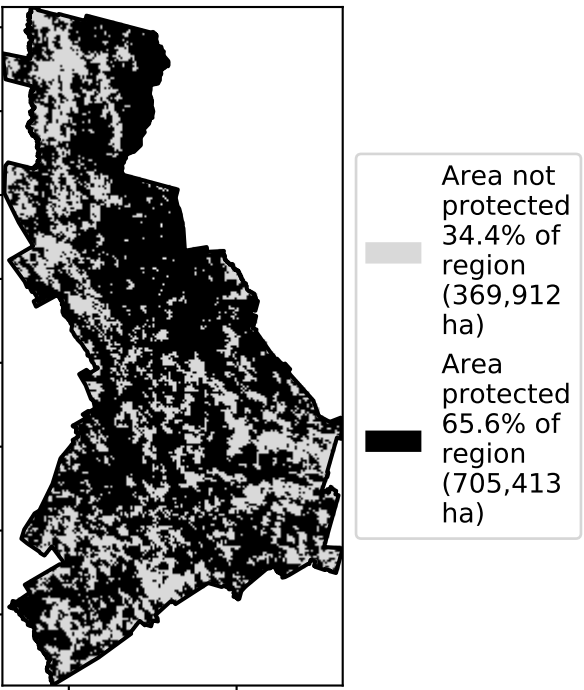 Area not
protected
34.4% of
region
(369,912
ha)
Area
protected
65.6% of
region
(705,413
ha)